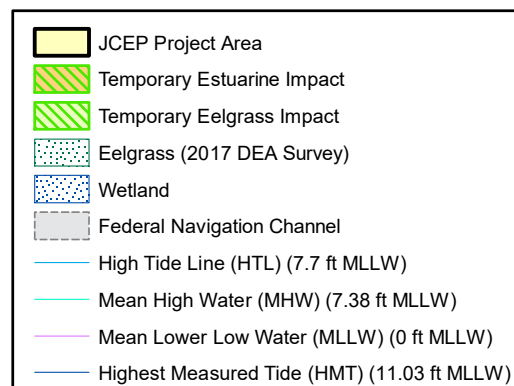 JCEP Project Area
Temporary Estuarine Impact
Temporary Eelgrass Impact
Eelgrass (2017 DEA Survey)
Wetland
Federal Navigation Channel
High Tide Line (HTL) (7.7 ft MLLW)
Mean High Water (MHW) (7.38 ft MLLW)
Mean Lower Low Water (MLLW) (0 ft MLLW)
Highest Measured Tide (HMT) (11.03 ft MLLW)